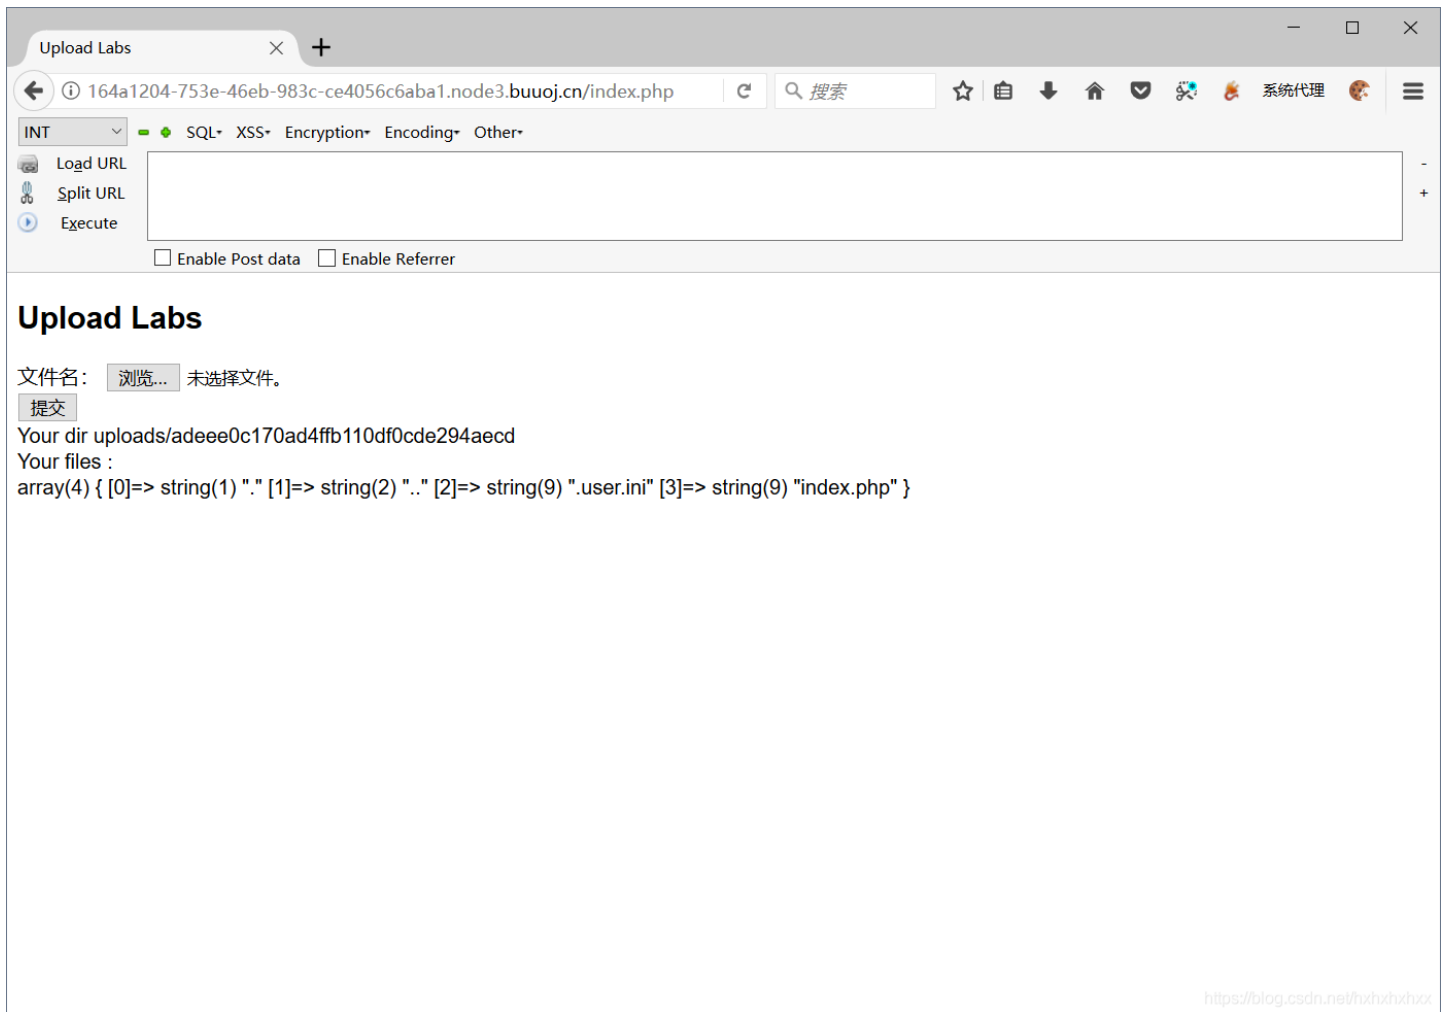 Upload Labs
164a1204-753e-46eb-983c-ce4056c6aba1.node3.buuoj.cn/index.php
搜索
系统代理
INT
SQL
XSS
Encryption
Encoding
Other
Load URL
Split URL
Execute
-
+
Enable Post data
Enable Referrer
Upload Labs
文件名： 浏览... 未选择文件。
提交
Your dir uploads/adeee0c170ad4ffb110df0cde294aecd
Your files :
array(4) { [0]=> string(1) "." [1]=> string(2) ".." [2]=> string(9) ".user.ini" [3]=> string(9) "index.php" }
https://blog.csdn.net/hxhxhxhxx